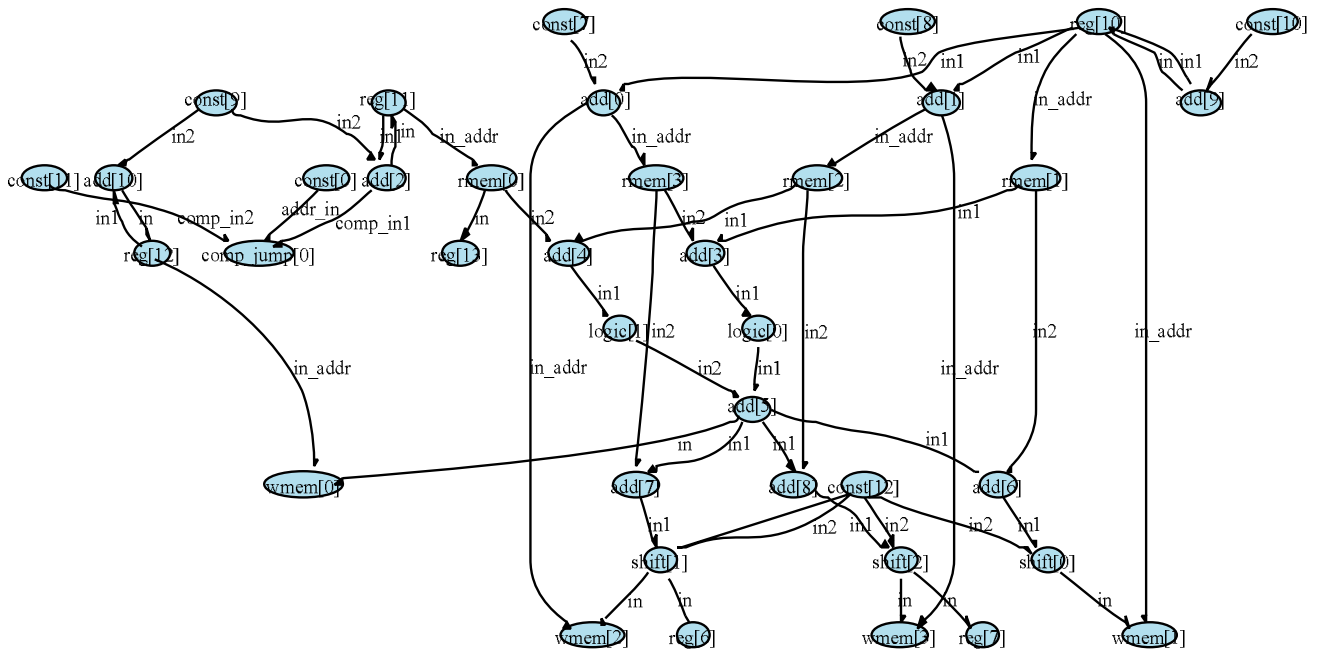 const[7] const[8] reg[10] const[10]
in2 in2 in1 in1 in in1 in2
const[9] reg[11] add[0] add[1] in_addr add[9]
in2 in2 in1 in in_addr in_addr in_addr
const[11] add[10] const[0] add[2] rmem[0] rmem[3] rmem[2] rmem[1]
in1 in comp_in2 addr_in comp_in1 in in2 in2 in1 in1
reg[12] comp_jump[0] reg[13] add[4] add[3]
in1 in1
logic[1] in2 logic[0] in2 in2 in_addr
in_addr in_addr in2 in1 in_addr
add[5]
in in1 in1 in1
wmem[0] add[7] add[8] const[12] add[6]
in1 in2 in1 in2 in2 in1
shift[1] shift[2] shift[0]
in in in in in
wmem[2] reg[6] wmem[3] reg[7] wmem[1]